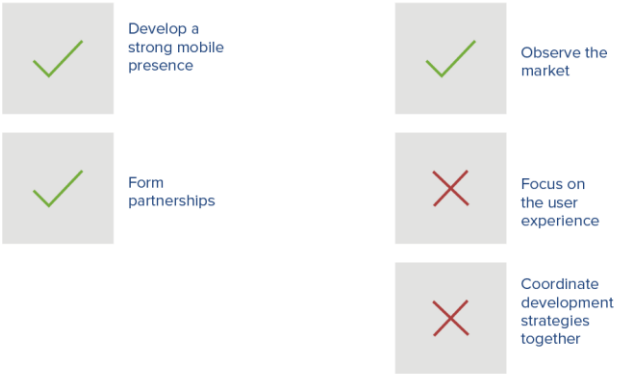 Develop a
strong mobile
presence
Form
partnerships
Observe the
market
Focus on
the user
experience
Coordinate
development
strategies
together